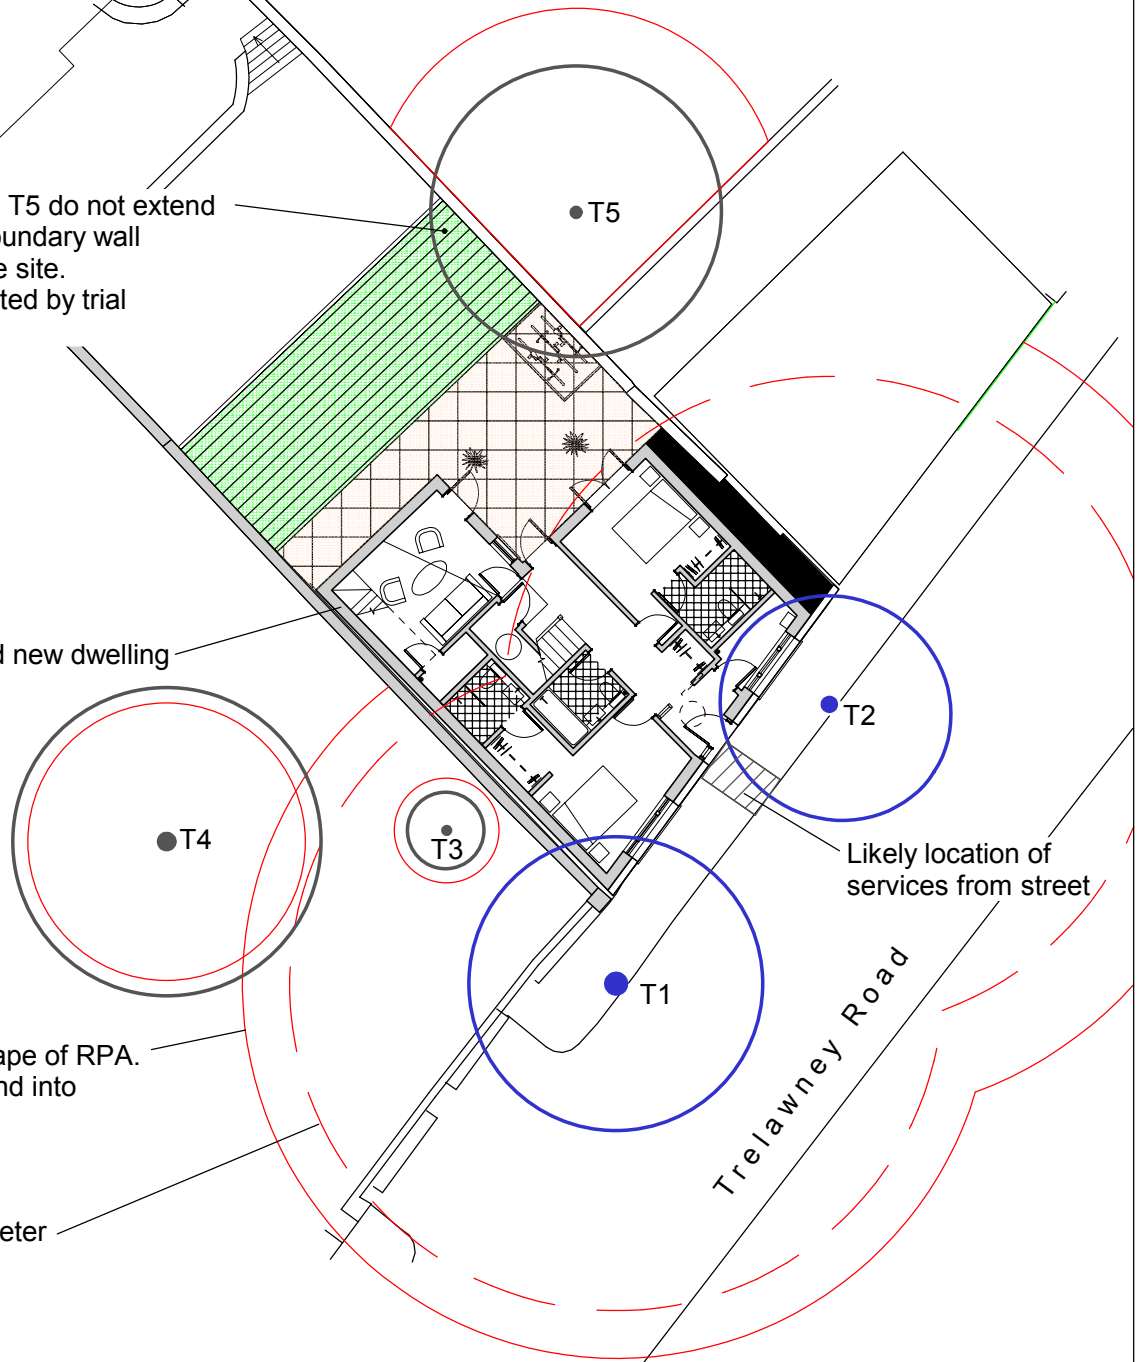 T5 do not extend
oundary wall
e site.
ted by trial
T5
d new dwelling
T2
T4
T3
Likely location of
services from street
T1
Trelawney Road
ape of RPA.
nd into
eter